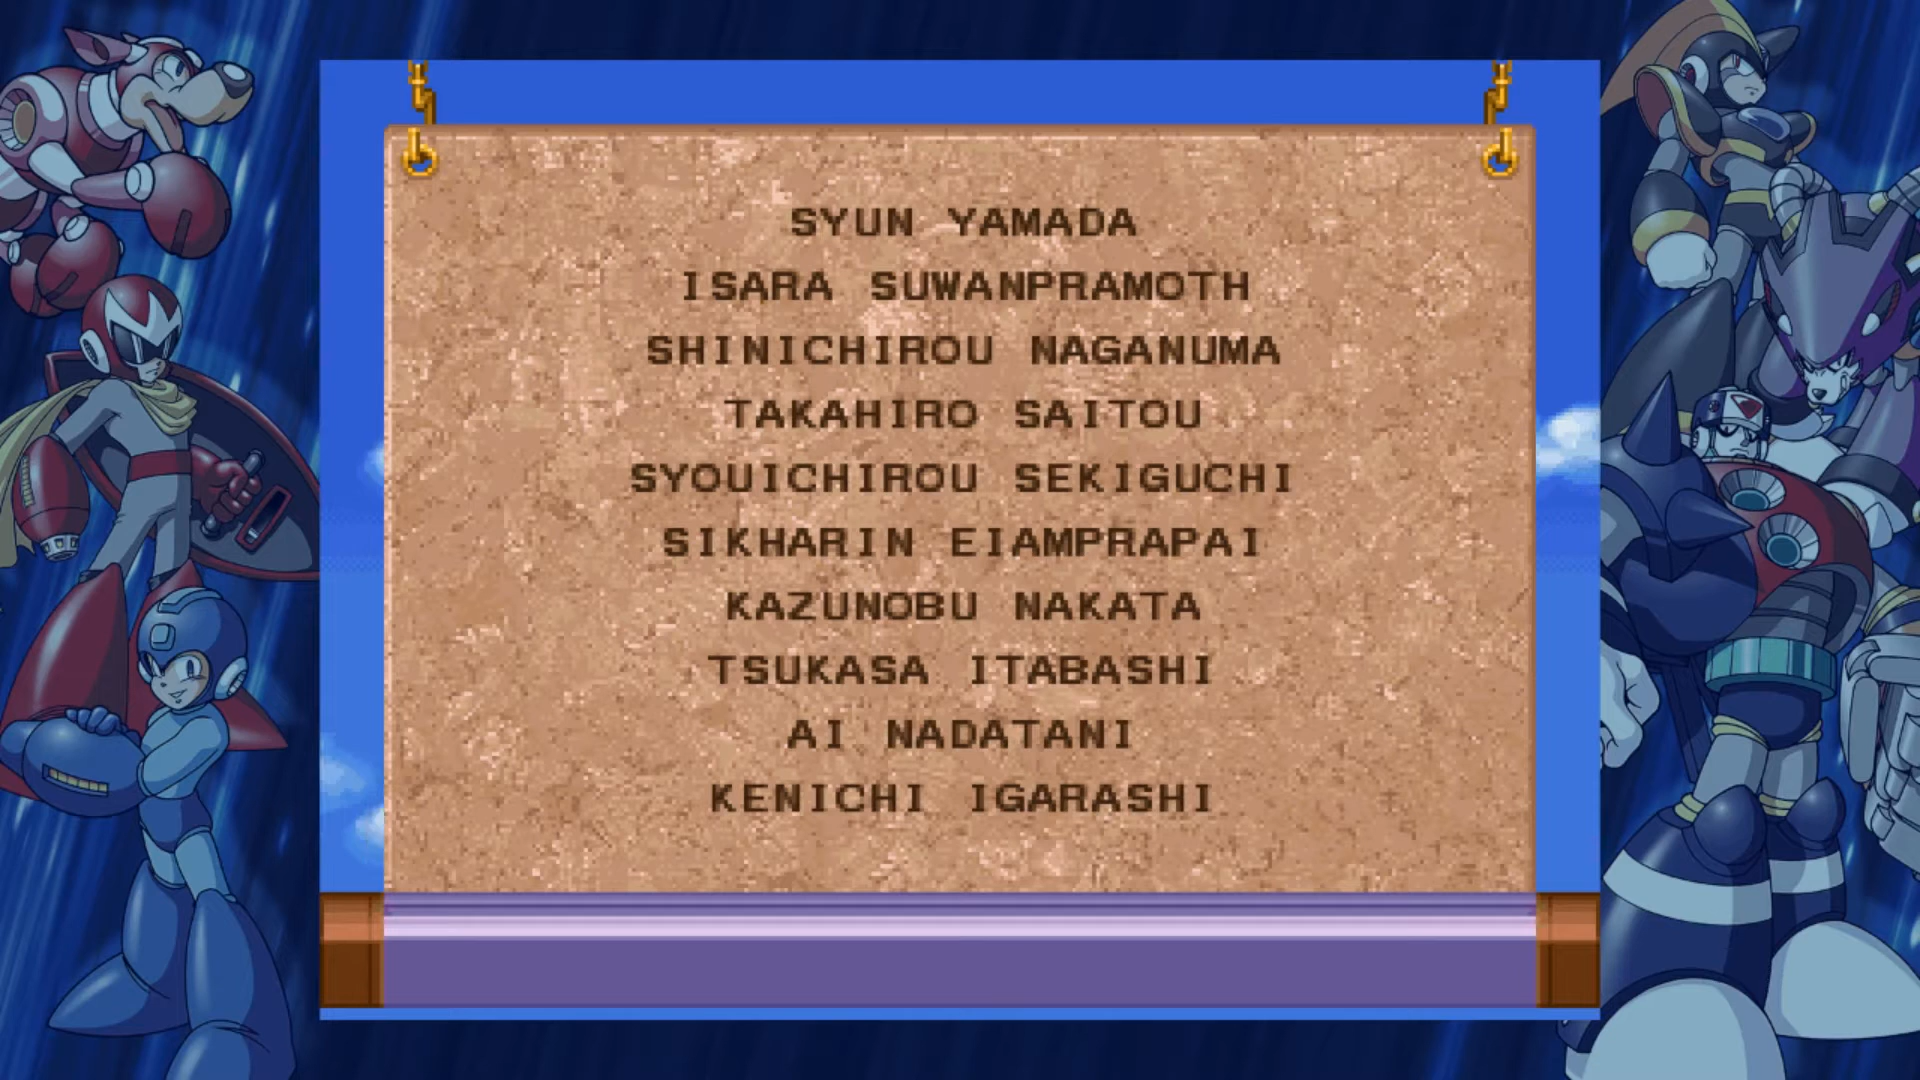 SYUN YAMADA
ISARA SUWANPRAMOTH
SHINICHIROU NAGANUMA
TAKAHIRO SAITOU
SYOUICHIROU SEKIGUCHI
SIKHARIN EIAMPRAPAI
KAZUNOBU NAKATA
TSUKASA ITABASHI
AI NADATANI
KENICHI IGARASHI